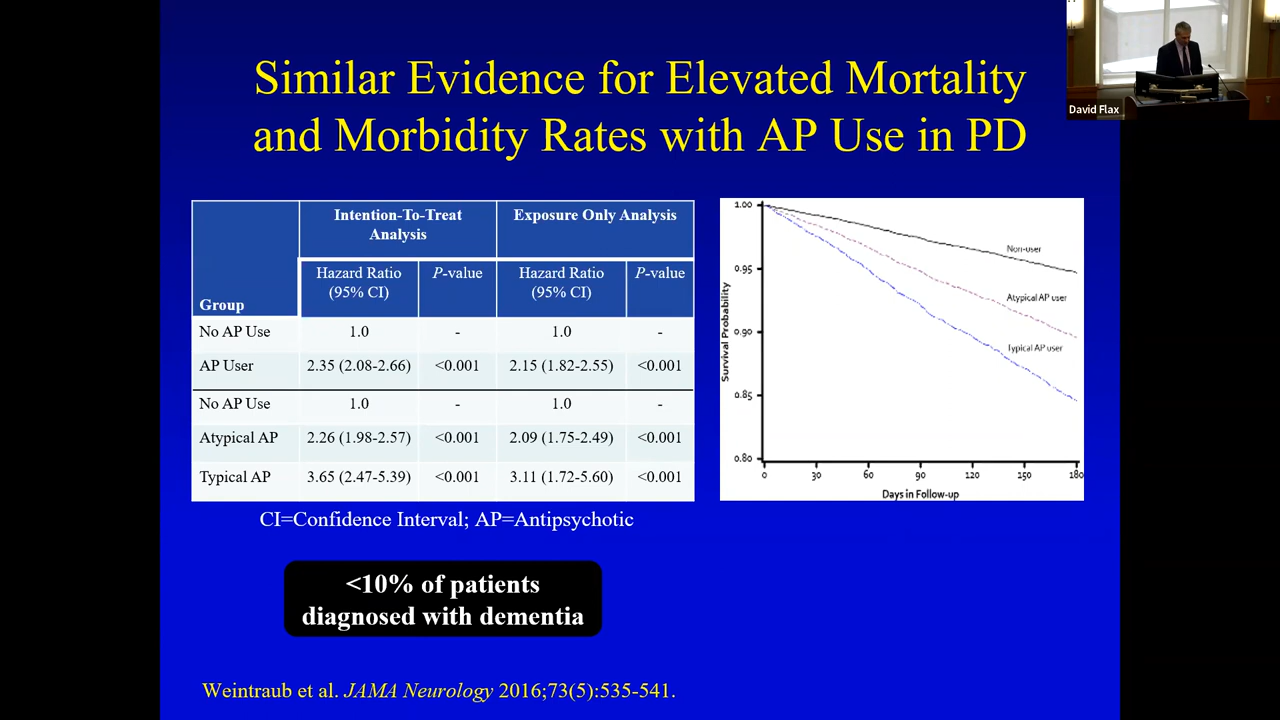 Similar Evidence for Elevated Mortality
and Morbidity Rates with AP Use in PD
David Flax
Group
Intention-To-Treat
Analysis
Exposure Only Analysis
Hazard Ratio
(95% CI)
P-value
Hazard Ratio
(95% CI)
P-value
No AP Use 1.0 - 1.0 -
AP User 2.35 (2.08-2.66) <0.001 2.15 (1.82-2.55) <0.001
No AP Use 1.0 - 1.0 -
Atypical AP 2.26 (1.98-2.57) <0.001 2.09 (1.75-2.49) <0.001
Typical AP 3.65 (2.47-5.39) <0.001 3.11 (1.72-5.60) <0.001
CI=Confidence Interval; AP=Antipsychotic
Survival Probability
1.00
0.95
0.90
0.85
0.80
Non-user
Atypical AP user
Typical AP user
0 30 60 90 120 150 180
Days in Follow-up
<10% of patients
diagnosed with dementia
Weintraub et al. JAMA Neurology 2016;73(5):535-541.